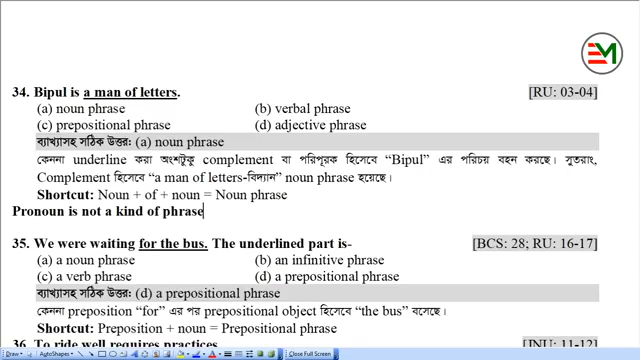 EM
34. Bipul is a man of letters. [RU: 03-04]
(a) noun phrase (b) verbal phrase
(c) prepositional phrase (d) adjective phrase
ব্যাখ্যাসহ সঠিক উত্তর: (a) noun phrase
কেননা underline করা অংশটুকু complement বা পরিপূরক হিসেবে “Bipul” এর পরিচয় বহন করছে। সুতরাং,
Complement হিসেবে “a man of letters-বিদ্যান” noun phrase হয়েছে।
Shortcut: Noun + of + noun = Noun phrase
Pronoun is not a kind of phrase
35. We were waiting for the bus. The underlined part is- [BCS: 28; RU: 16-17]
(a) a noun phrase (b) an infinitive phrase
(c) a verb phrase (d) a prepositional phrase
ব্যাখ্যাসহ সঠিক উত্তর: (d) a prepositional phrase
কেননা preposition “for” এর পর prepositional object হিসেবে “the bus” বসেছে।
Shortcut: Preposition + noun = Prepositional phrase
36. To ride well requires practices. [JNU: 11-12]
Draw AutoShapes Close Full Screen